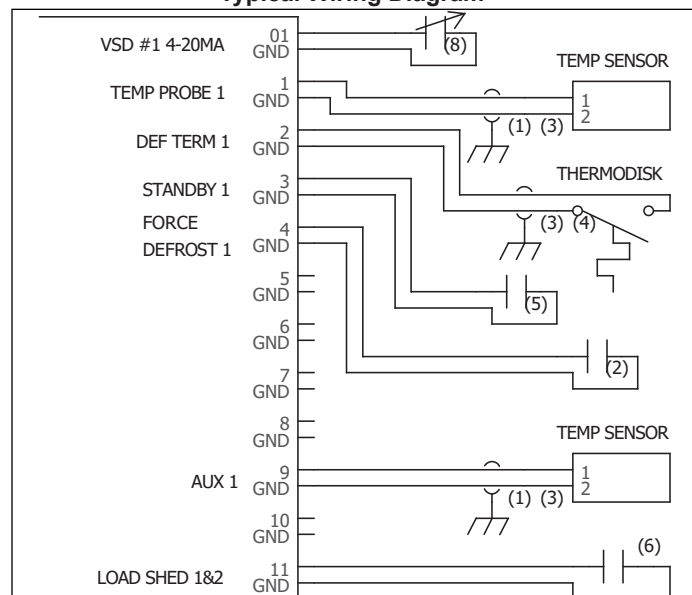 Typical Wiring Diagram
VSD #1 4-20MA
01
GND
(8)
TEMP SENSOR
TEMP PROBE 1
1
GND
1
2
(1) (3)
DEF TERM 1
2
GND
THERMODISK
STANDBY 1
3
GND
(3) (4)
FORCE
DEFROST 1
4
GND
5
GND
(5)
6
GND
7
GND
(2)
8
GND
TEMP SENSOR
AUX 1
9
GND
1
2
(1) (3)
10
GND
LOAD SHED 1&2
11
GND
(6)